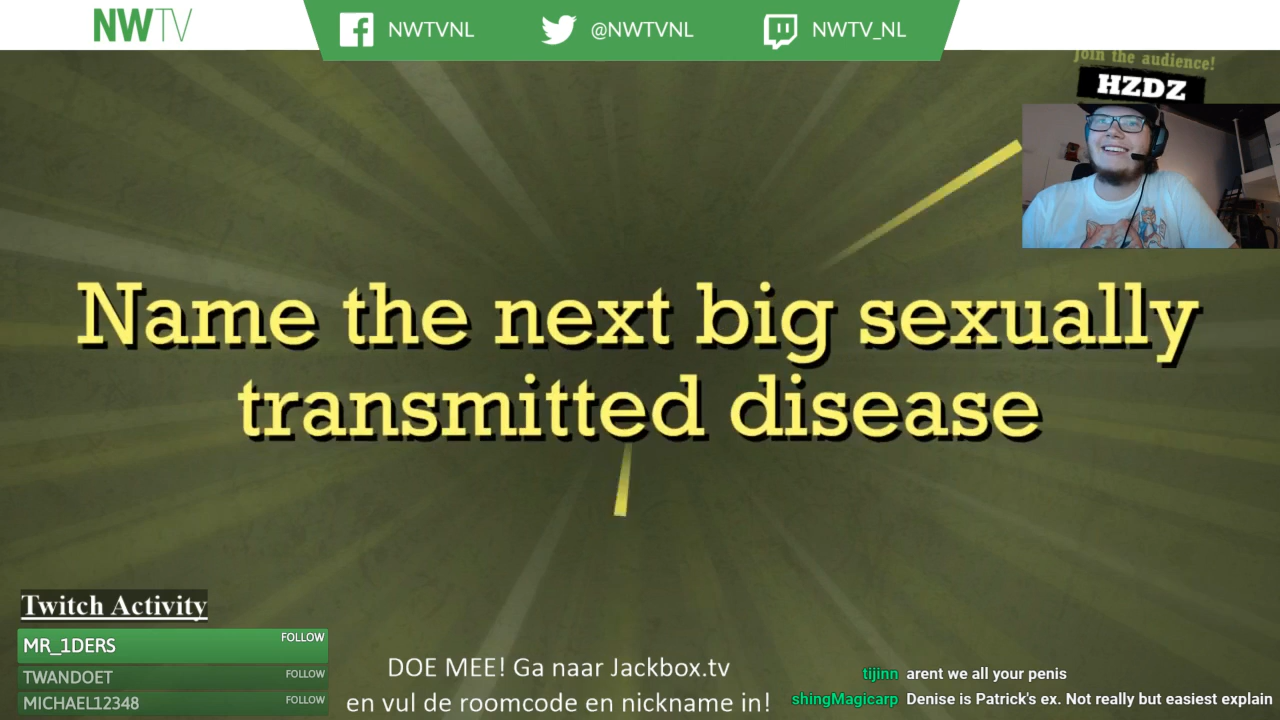 NWTV
NWTVNL
@NWTVNL
NWTV_NL
Join the audience!
HZDZ
Name the next big sexually
transmitted disease
Twitch Activity
MR_1DERS FOLLOW
TWANDOET FOLLOW
MICHAEL12348 FOLLOW
DOE MEE! Ga naar Jackbox.tv
en vul de roomcode en nickname in!
tijinn arent we all your penis
shingMagicarp Denise is Patrick's ex. Not really but easiest explain